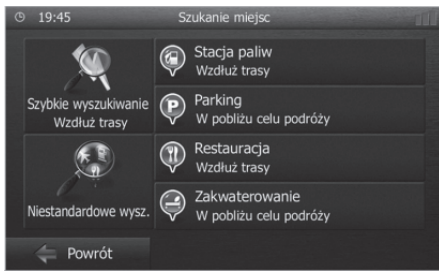 19:45
Szukanie miejsc
Szybkie wyszukiwanie
Wzdłuż trasy
Niestandardowe wysz.
Stacja paliw
Wzdłuż trasy
P
Parking
W pobliżu celu podróży
Restauracja
Wzdłuż trasy
Zakwaterowanie
W pobliżu celu podróży
Powrót